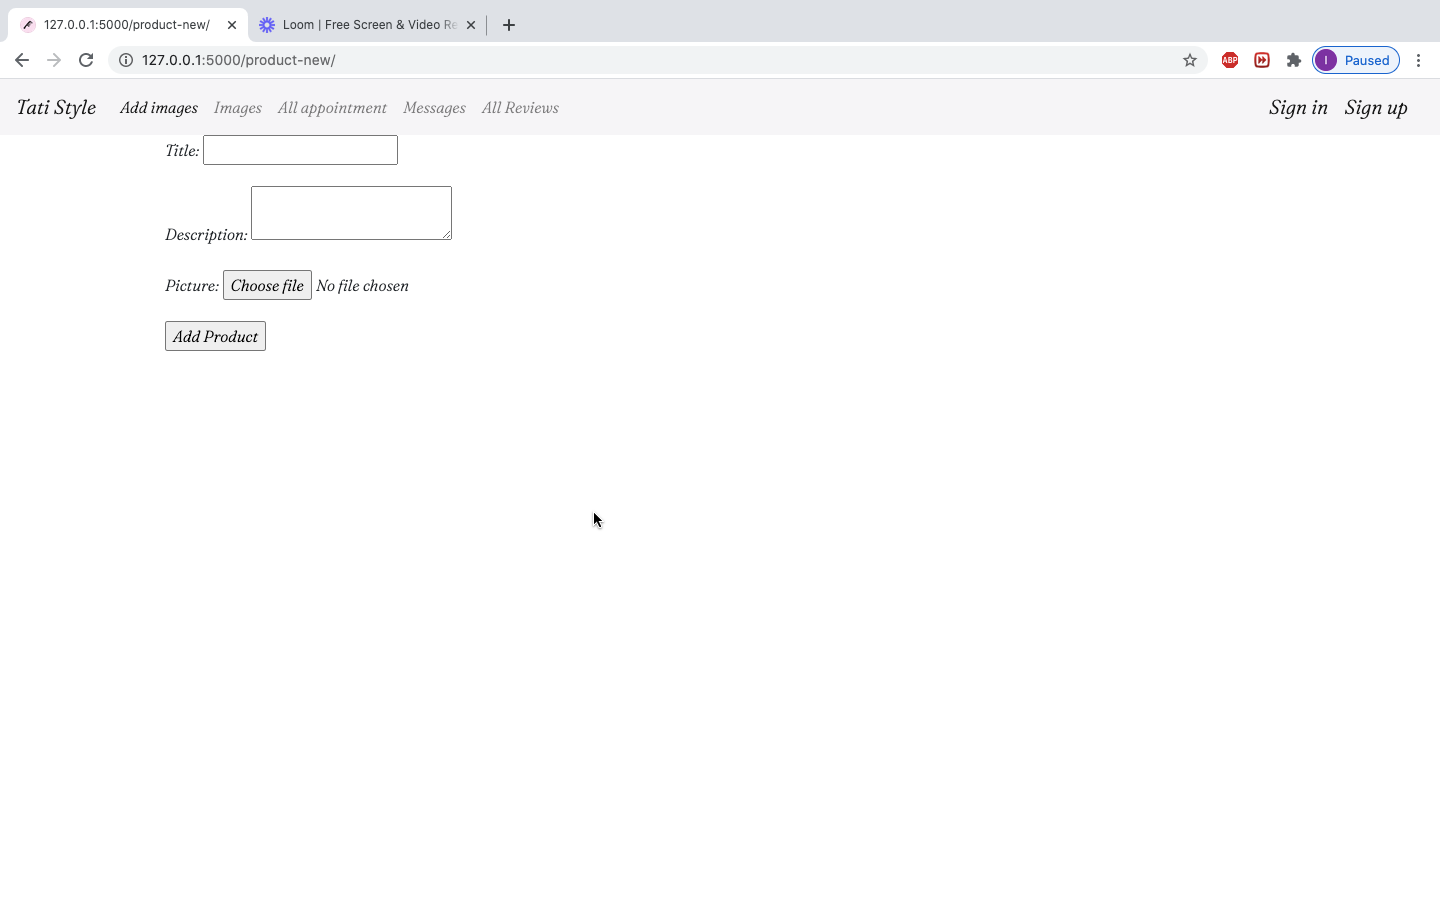 127.0.0.1:5000/product-new/
Loom | Free Screen & Video Re
127.0.0.1:5000/product-new/
ABP
I Paused
Tati Style Add images Images All appointment Messages All Reviews Sign in Sign up
Title:
Description:
Picture: Choose file No file chosen
Add Product